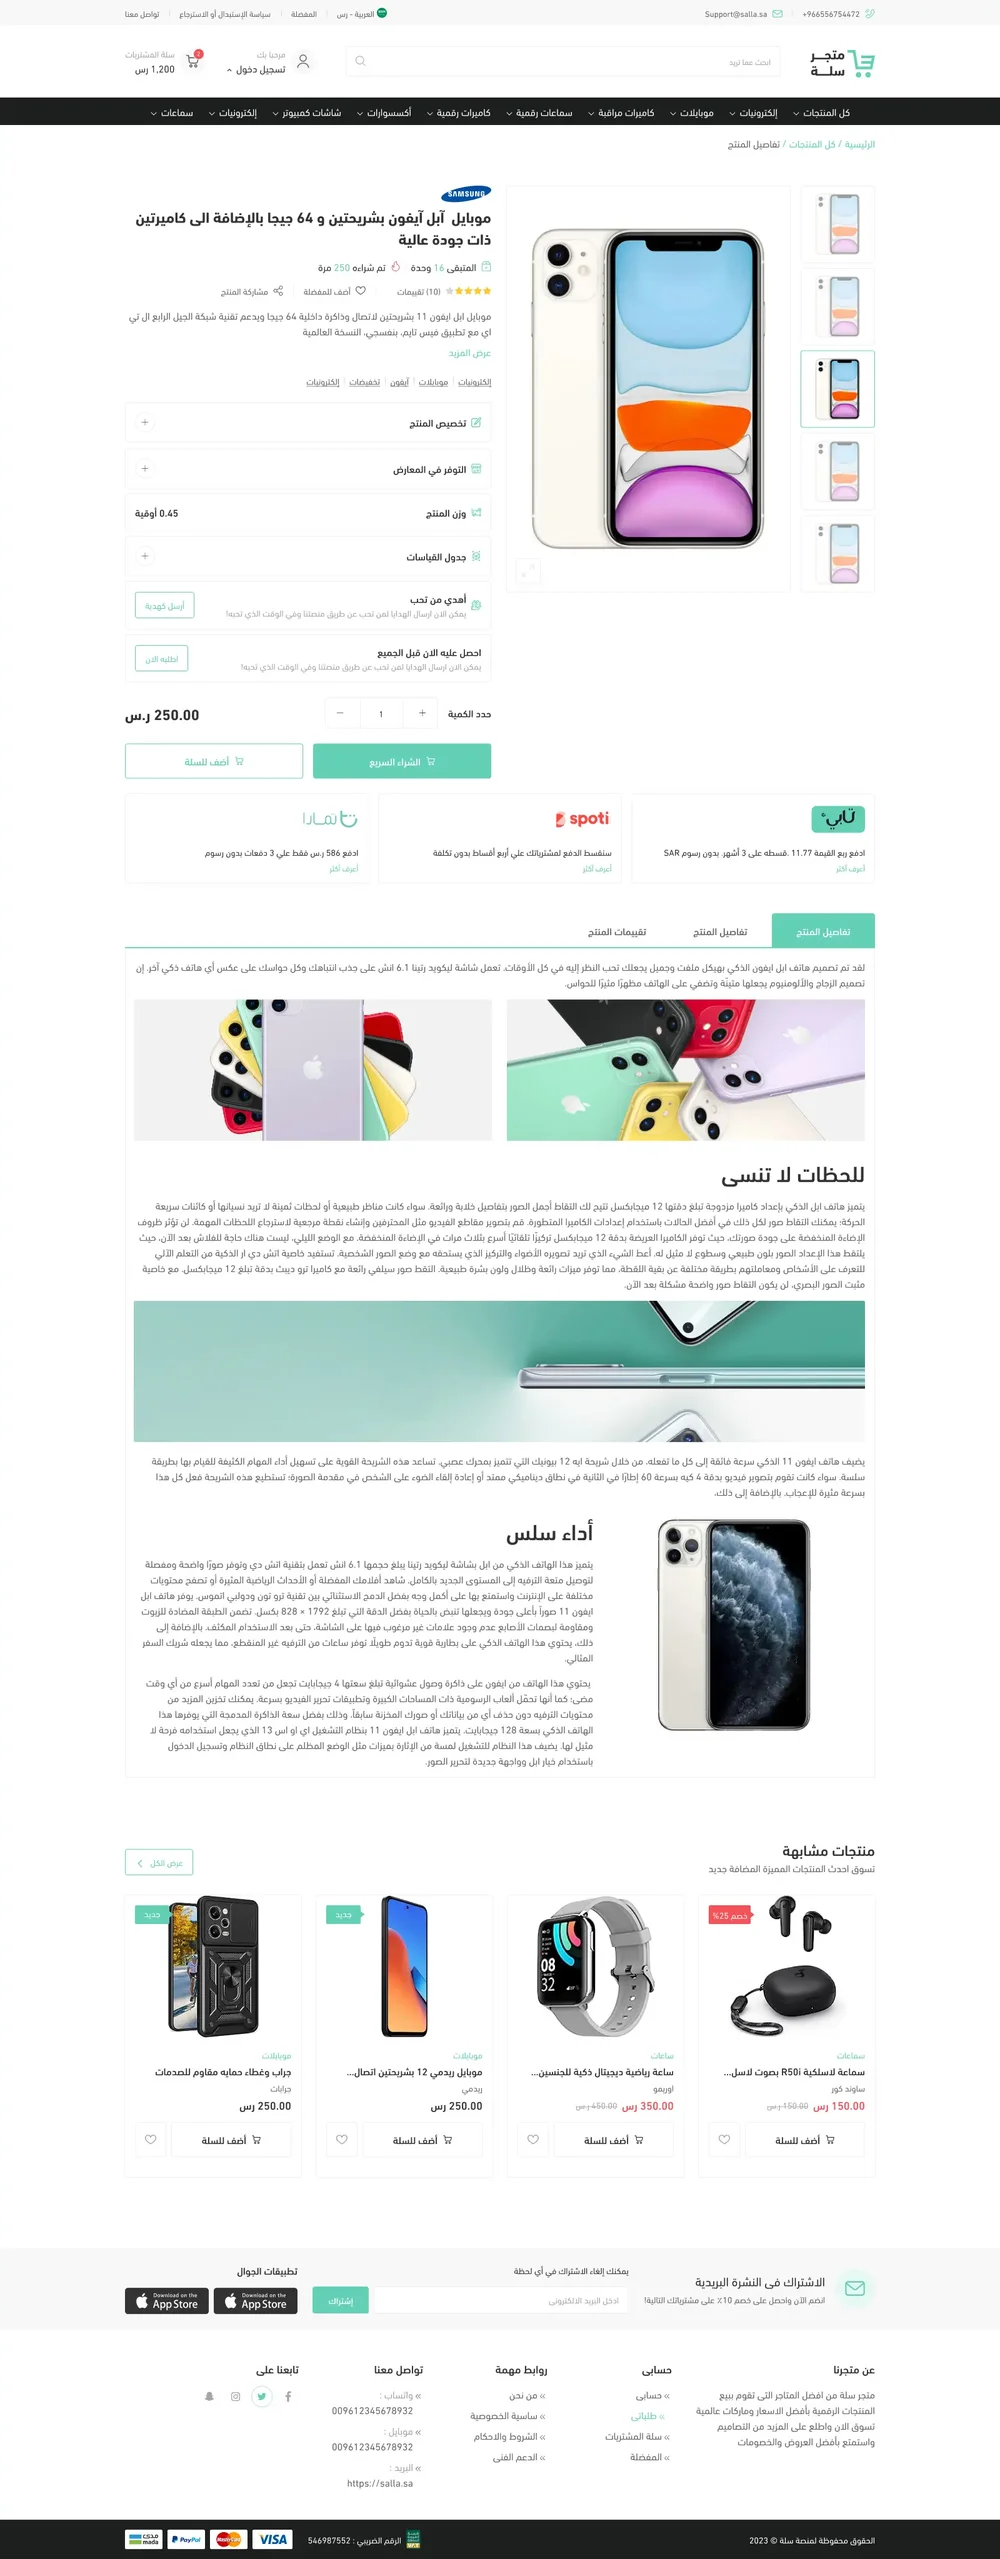 +966556754472
Support@salla.sa
العربية - رس
المفضلة
سياسة الإستبدال أو الاسترجاع
تواصل معنا
متجر
سلة
ابحث عما تريد
مرحبا بك
تسجيل دخول
2
سلة المشتريات
1,200 رس
كل المنتجات
إلكترونيات
موبايلات
كاميرات مراقبة
سماعات رقمية
كاميرات رقمية
أكسسوارات
شاشات كمبيوتر
إلكترونيات
سماعات
الرئيسية / كل المنتجات / تفاصيل المنتج
SAMSUNG
موبايل آبل آيفون بشريحتين و 64 جيجا بالإضافة الى كاميرتين
ذات جودة عالية
المتبقى 16 وحدة
تم شراءه 250 مرة
(10) تقييمات
أضف للمفضلة
مشاركة المنتج
موبايل ابل ايفون 11 بشريحتين لاتصال وذاكرة داخلية 64 جيجا ويدعم تقنية شبكة الجيل الرابع ال تي
اي مع تطبيق فيس تايم، بنفسجي، النسخة العالمية
عرض المزيد
إلكترونيات
موبايلات
آيفون
تخفيضات
إلكترونيات
تخصيص المنتج
التوفر في المعارض
وزن المنتج
0.45 أوقية
جدول القياسات
أهدي من تحب
يمكن الان ارسال الهدايا لمن تحب عن طريق منصتنا وفي الوقت الذي تحبه!
أرسل كهدية
احصل عليه الان قبل الجميع
يمكن الان ارسال الهدايا لمن تحب عن طريق منصتنا وفي الوقت الذي تحبه!
اطلبه الان
حدد الكمية
+
1
−
250.00 ر.س
الشراء السريع
أضف للسلة
تابي
ادفع ربع القيمة 11.77 .قسطه على 3 أشهر. بدون رسوم SAR
أعرف أكثر
spoti
سنقسط الدفع لمشترياتك علي أربع أقساط بدون تكلفة
أعرف أكثر
تمارا
ادفع 586 ر.س فقط علي 3 دفعات بدون رسوم
أعرف أكثر
تفاصيل المنتج
تفاصيل المنتج
تقييمات المنتج
لقد تم تصميم هاتف ابل ايفون الذكي بهيكل ملفت وجميل يجعلك تحب النظر إليه في كل الأوقات. تعمل شاشة ليكويد رتينا 6.1 انش على جذب انتباهك وكل حواسك على عكس أي هاتف ذكي آخر. إن
تصميم الزجاج والألومنيوم يجعلها متينّة وتضفي على الهاتف مظهرًا مثيرًا للحواس.
للحظات لا تنسى
يتميز هاتف ابل الذكي بإعداد كاميرا مزدوجة تبلغ دقتها 12 ميجابكسل تتيح لك التقاط أجمل الصور بتفاصيل خلابة ورائعة. سواء كانت مناظر طبيعية أو لحظات ثمينة لا تريد نسيانها أو كائنات سريعة
الحركة؛ يمكنك التقاط صور لكل ذلك في أفضل الحالات باستخدام إعدادات الكاميرا المتطورة. قم بتصوير مقاطع الفيديو مثل المحترفين وإنشاء نقطة مرجعية لاسترجاع اللحظات المهمة. لن تؤثر ظروف
الإضاءة المنخفضة على جودة صورتك، حيث توفر الكاميرا العريضة بدقة 12 ميجابكسل تركيزًا تلقائيًا أسرع بثلاث مرات في الإضاءة المنخفضة. مع الوضع الليلي، ليست هناك حاجة للفلاش بعد الآن، حيث
يلتقط هذا الإعداد الصور بلون طبيعي وسطوع لا مثيل له. أعط الشيء الذي تريد تصويره الأضواء والتركيز الذي يستحقه مع وضع الصور الشخصية. تستفيد خاصية اتش دي ار الذكية من التعلم الآلي
للتعرف على الأشخاص ومعاملتهم بطريقة مختلفة عن بقية اللقطة، مما توفر ميزات رائعة وظلال ولون بشرة طبيعية. التقط صور سيلفي رائعة مع كاميرا ترو ديبث بدقة تبلغ 12 ميجابكسل. مع خاصية
مثبت الصور البصري، لن يكون التقاط صور واضحة مشكلة بعد الآن.
يضيف هاتف ايفون 11 الذكي سرعة فائقة إلى كل ما تفعله، من خلال شريحة ايه 12 بيونيك التي تتميز بمحرك عصبي. تساعد هذه الشريحة القوية على تسهيل أداء المهام الكثيفة للقيام بها بطريقة
سلسة. سواء كانت تقوم بتصوير فيديو بدقة 4 كيه بسرعة 60 إطارًا في الثانية في نطاق ديناميكي ممتد أو إعادة إلقاء الضوء على الشخص في مقدمة الصورة؛ تستطيع هذه الشريحة فعل كل هذا
بسرعة مثيرة للإعجاب. بالإضافة إلى ذلك،
أداء سلس
يتميز هذا الهاتف الذكي من ابل بشاشة ليكويد رتينا يبلغ حجمها 6.1 انش تعمل بتقنية اتش دي وتوفر صورًا واضحة ومفصلة
لتوصيل متعة الترفيه إلى المستوى الجديد بالكامل. شاهد أفلامك المفضلة أو الأحداث الرياضية المثيرة أو تصفح محتويات
مختلفة على الإنترنت واستمتع بها على أكمل وجه بفضل الدمج الاستثنائي بين تقنية ترو تون ودولبي اتموس. يوفر هاتف ابل
ايفون 11 صوراً بأعلى جودة ويجعلها تنبض بالحياة بفضل الدقة التي تبلغ 1792 × 828 بكسل. تضمن الطبقة المضادة للزيوت
ومقاومة لبصمات الأصابع عدم وجود علامات غير مرغوب فيها على الشاشة، حتى بعد الاستخدام المكثف. بالإضافة إلى
ذلك، يحتوي هذا الهاتف الذكي على بطارية قوية تدوم طويلًا توفر ساعات من الترفيه غير المنقطع، مما يجعله شريك السفر
المثالي.
يحتوي هذا الهاتف من ايفون على ذاكرة وصول عشوائية تبلغ سعتها 4 جيجابايت تجعل من تعدد المهام أسرع من أي وقت
مضى؛ كما أنها تحمّل ألعاب الرسومية ذات المساحات الكبيرة وتطبيقات تحرير الفيديو بسرعة. يمكنك تخزين المزيد من
محتويات الترفيه دون حذف أي من بياناتك أو صورك المخزنة سابقاً، وذلك بفضل سعة الذاكرة المدمجة التي يوفرها هذا
الهاتف الذكي بسعة 128 جيجابايت. يتميز هاتف ابل ايفون 11 بنظام التشغيل اي او اس 13 الذي يجعل استخدامه فرحة لا
مثيل لها. يضيف هذا النظام للتشغيل لمسة من الإثارة بميزات مثل الوضع المظلم على نطاق النظام وتسجيل الدخول
باستخدام خيار ابل وواجهة جديدة لتحرير الصور.
منتجات مشابهة
تسوق احدث المنتجات المميزة المضافة جديد
عرض الكل
خصم 25%
سماعات
سماعة لاسلكية R50i بصوت لاسل...
ساوند كور
150.00 رس
150.00 ر.س
أضف للسلة
08
32
ساعات
ساعة رياضية ديجيتال ذكية للجنسين...
اوريمو
350.00 رس
450.00 ر.س
أضف للسلة
جديد
موبايلات
موبايل ريدمي 12 بشريحتين اتصال...
ريدمي
250.00 رس
أضف للسلة
جديد
موبايلات
جراب وغطاء حمايه مقاوم للصدمات
جرابات
250.00 رس
أضف للسلة
الاشتراك في النشرة البريدية
انضم الآن واحصل على خصم 10٪ على مشترياتك التالية!
يمكنك إلغاء الاشتراك في أي لحظة
ادخل البريد الالكتروني
إشتراك
تطبيقات الجوال
Download on the
App Store
Download on the
App Store
عن متجرنا
متجر سلة من افضل المتاجر التي تقوم ببيع
المنتجات الرقمية بأفضل الاسعار وماركات عالمية
تسوق الان واطلع على المزيد من التصاميم
واستمتع بأفضل العروض والخصومات
حسابي
» حسابى
» طلباتى
» سلة المشتريات
» المفضلة
روابط مهمة
» من نحن
» ساسية الخصوصية
» الشروط والاحكام
» الدعم الفنى
تواصل معنا
» واتساب :
009612345678932
» موبايل :
009612345678932
» البريد :
https://salla.sa
تابعنا على
الحقوق محفوظة لمنصة سلة © 2023
الرقم الضريبي : 546987552
VISA
MasterCard
PayPal
مدى
mada